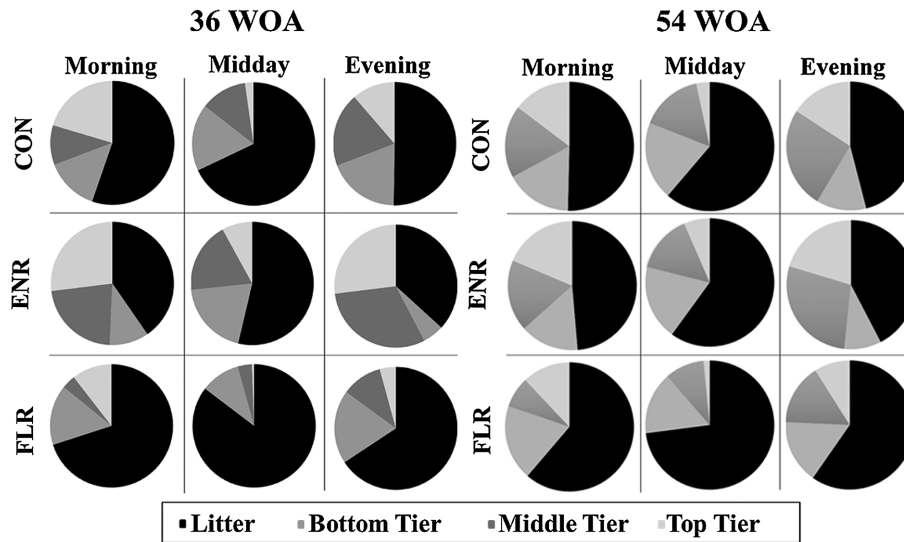 36 WOA 54 WOA
Morning Midday Evening Morning Midday Evening
CON CON
ENR ENR
FLR FLR
Litter Bottom Tier Middle Tier Top Tier